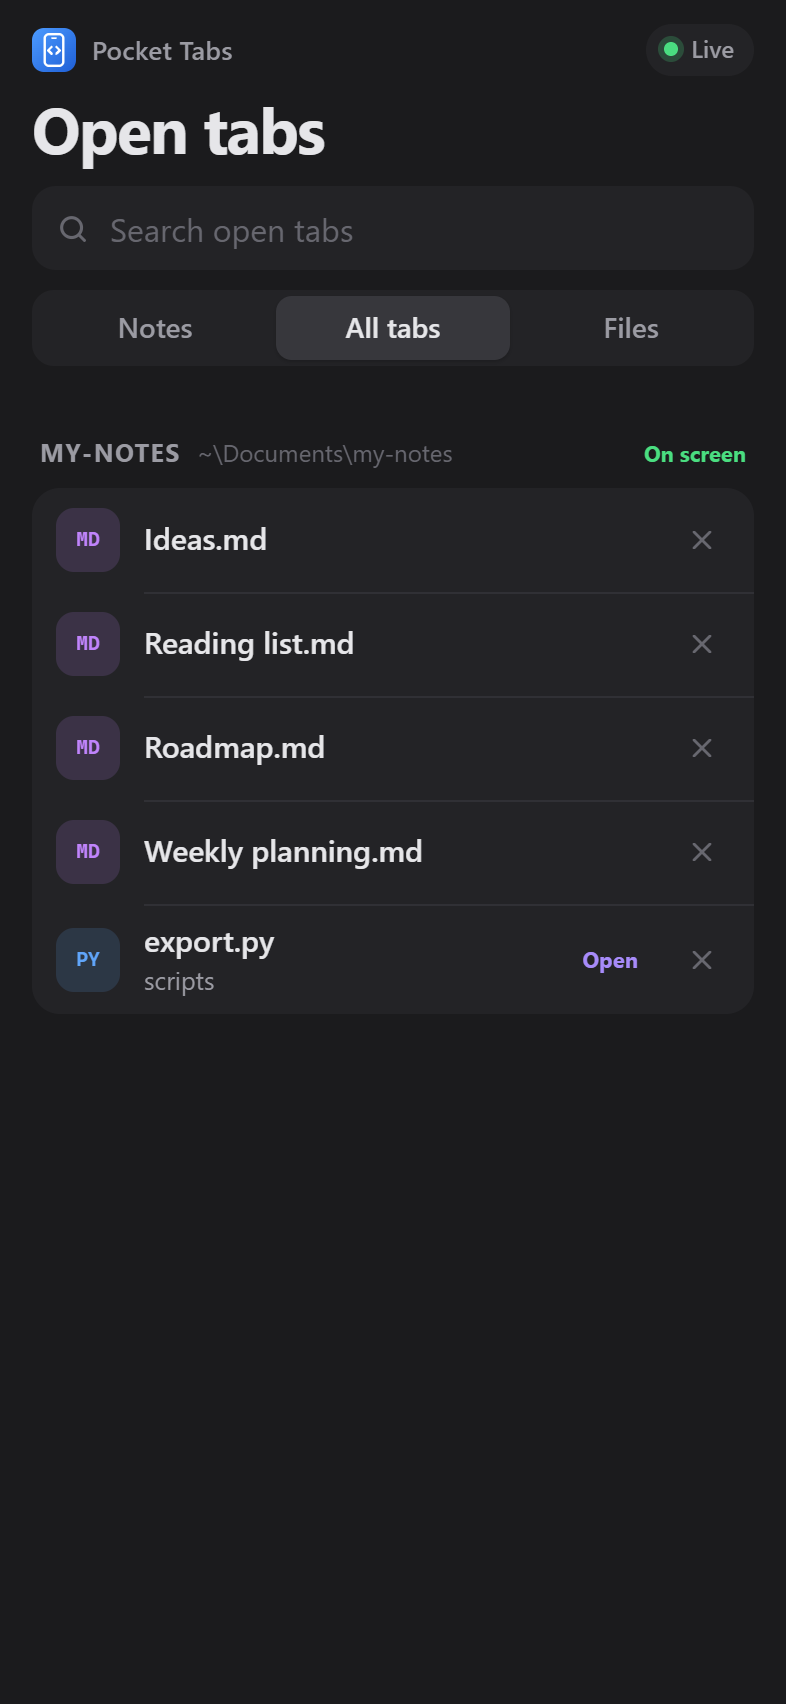 Pocket Tabs
Live
Open tabs
Search open tabs
Notes
All tabs
Files
MY-NOTES ~\Documents\my-notes
On screen
MD
Ideas.md
MD
Reading list.md
MD
Roadmap.md
MD
Weekly planning.md
PY
export.py
scripts
Open